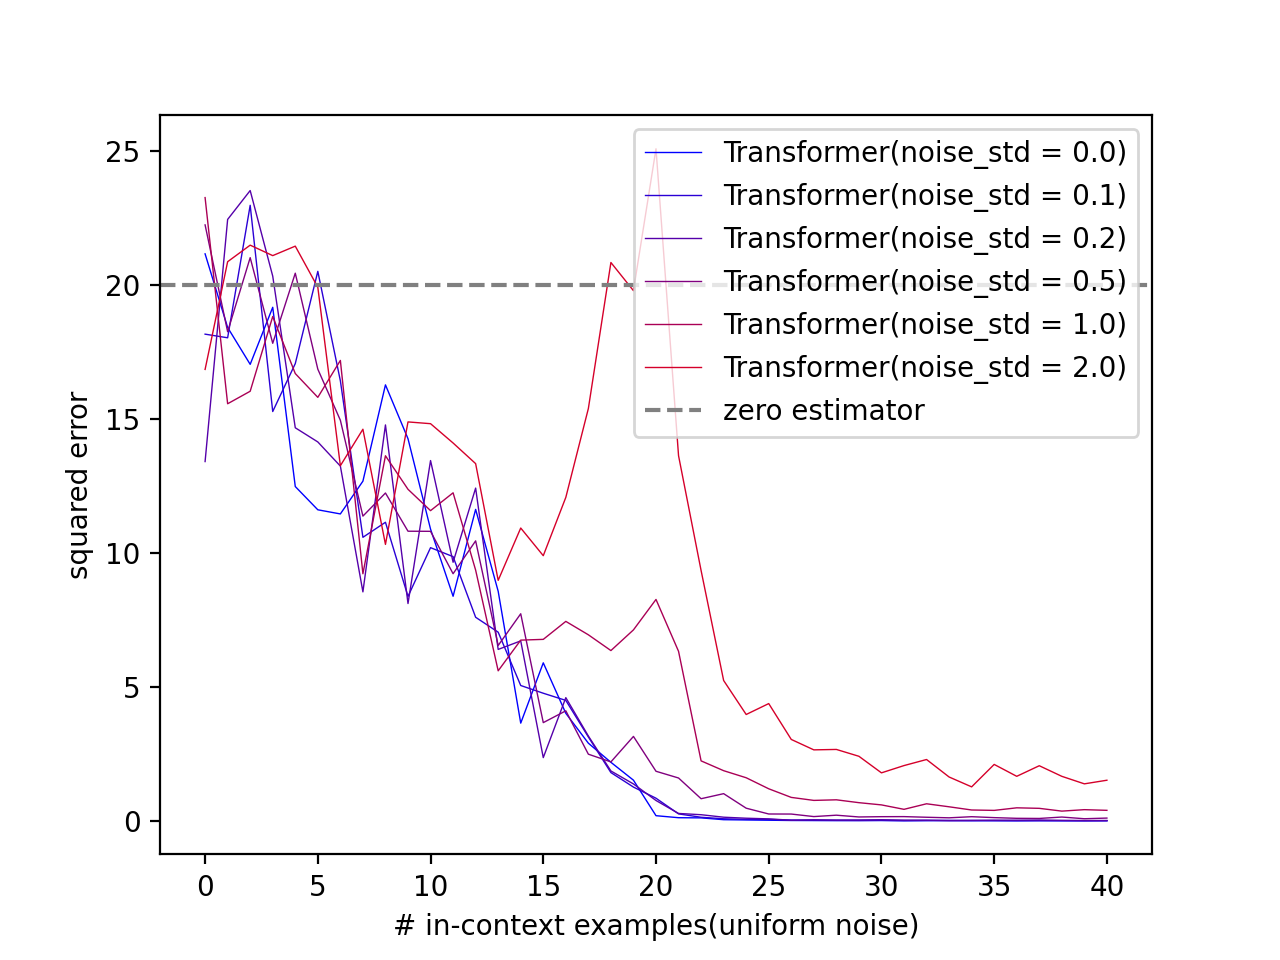 25
20
15
10
5
0
squared error
Transformer(noise_std = 0.0)
Transformer(noise_std = 0.1)
Transformer(noise_std = 0.2)
Transformer(noise_std = 0.5)
Transformer(noise_std = 1.0)
Transformer(noise_std = 2.0)
zero estimator
0 5 10 15 20 25 30 35 40
# in-context examples(uniform noise)